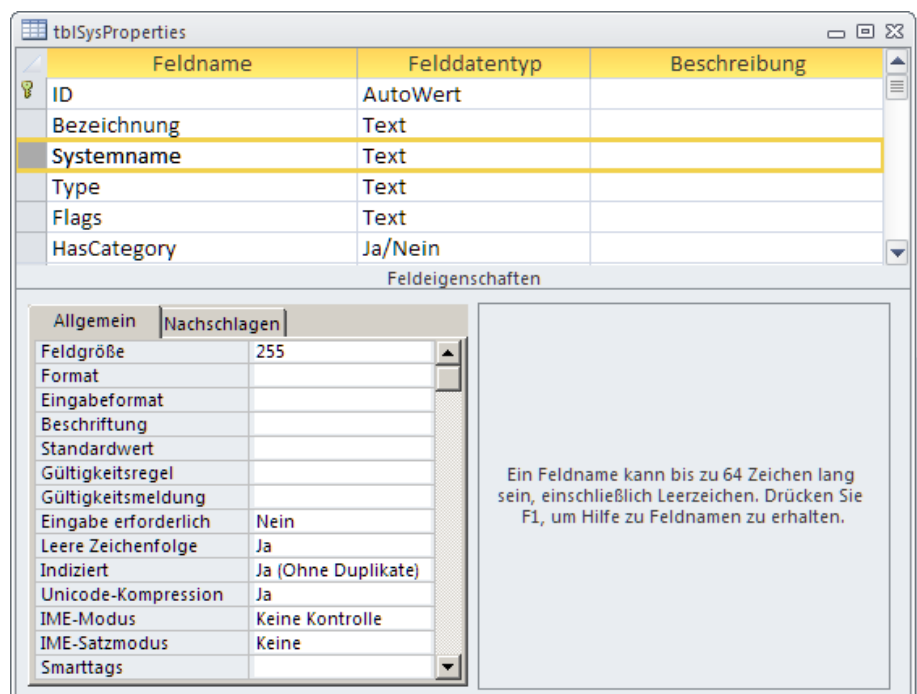 tblSysProperties
Feldname Felddatentyp Beschreibung
ID AutoWert
Bezeichnung Text
Systemname Text
Type Text
Flags Text
HasCategory Ja/Nein
Feldeigenschaften
Allgemein Nachschlagen
Feldgröße 255
Format
Eingabeformat
Beschriftung
Standardwert
Gültigkeitsregel
Gültigkeitsmeldung
Eingabe erforderlich Nein
Leere Zeichenfolge Ja
Indiziert Ja (Ohne Duplikate)
Unicode-Kompression Ja
IME-Modus Keine Kontrolle
IME-Satzmodus Keine
Smarttags
Ein Feldname kann bis zu 64 Zeichen lang
sein, einschließlich Leerzeichen. Drücken Sie
F1, um Hilfe zu Feldnamen zu erhalten.